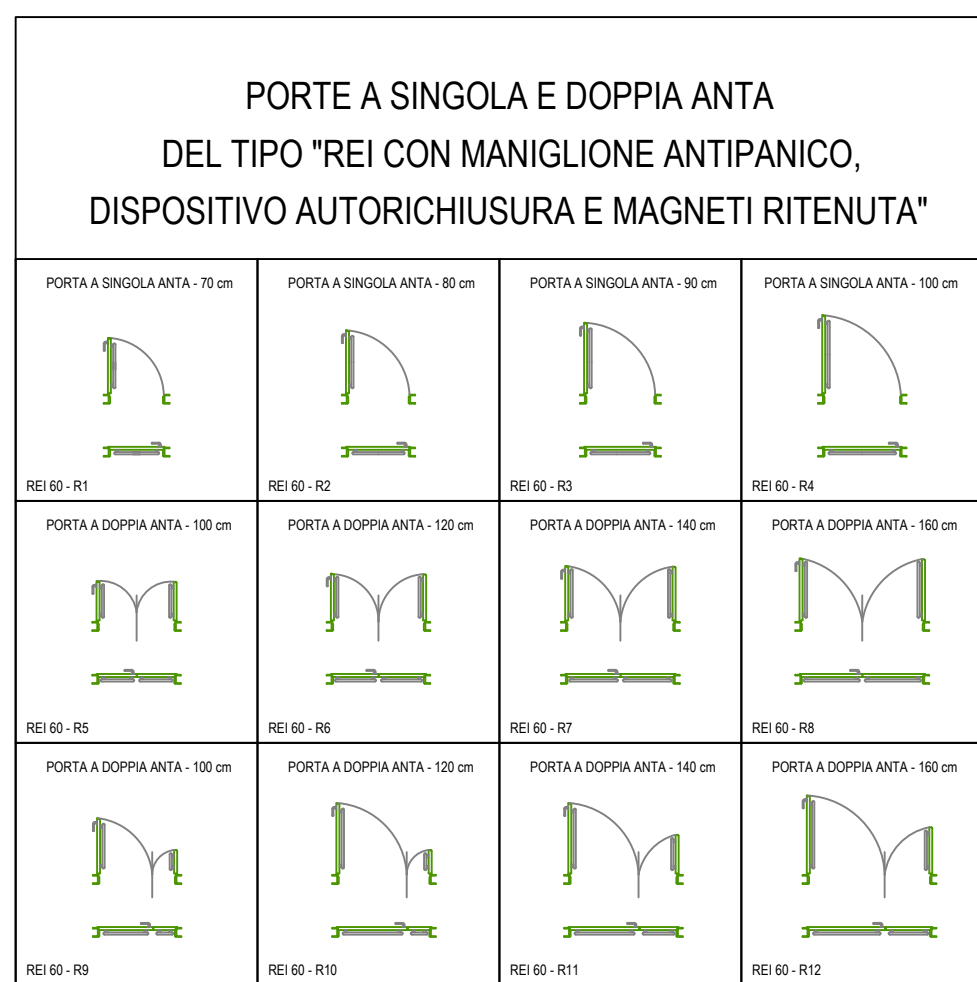 PORTE A SINGOLA E DOPPIA ANTA
DEL TIPO "REI CON MANIGLIONE ANTIPANICO,
DISPOSITIVO AUTORICHIUSURA E MAGNETI RITENUTA"
PORTA A SINGOLA ANTA - 70 cm
REI 60 - R1
PORTA A SINGOLA ANTA - 80 cm
REI 60 - R2
PORTA A SINGOLA ANTA - 90 cm
REI 60 - R3
PORTA A SINGOLA ANTA - 100 cm
REI 60 - R4
PORTA A DOPPIA ANTA - 100 cm
REI 60 - R5
PORTA A DOPPIA ANTA - 120 cm
REI 60 - R6
PORTA A DOPPIA ANTA - 140 cm
REI 60 - R7
PORTA A DOPPIA ANTA - 160 cm
REI 60 - R8
PORTA A DOPPIA ANTA - 100 cm
REI 60 - R9
PORTA A DOPPIA ANTA - 120 cm
REI 60 - R10
PORTA A DOPPIA ANTA - 140 cm
REI 60 - R11
PORTA A DOPPIA ANTA - 160 cm
REI 60 - R12